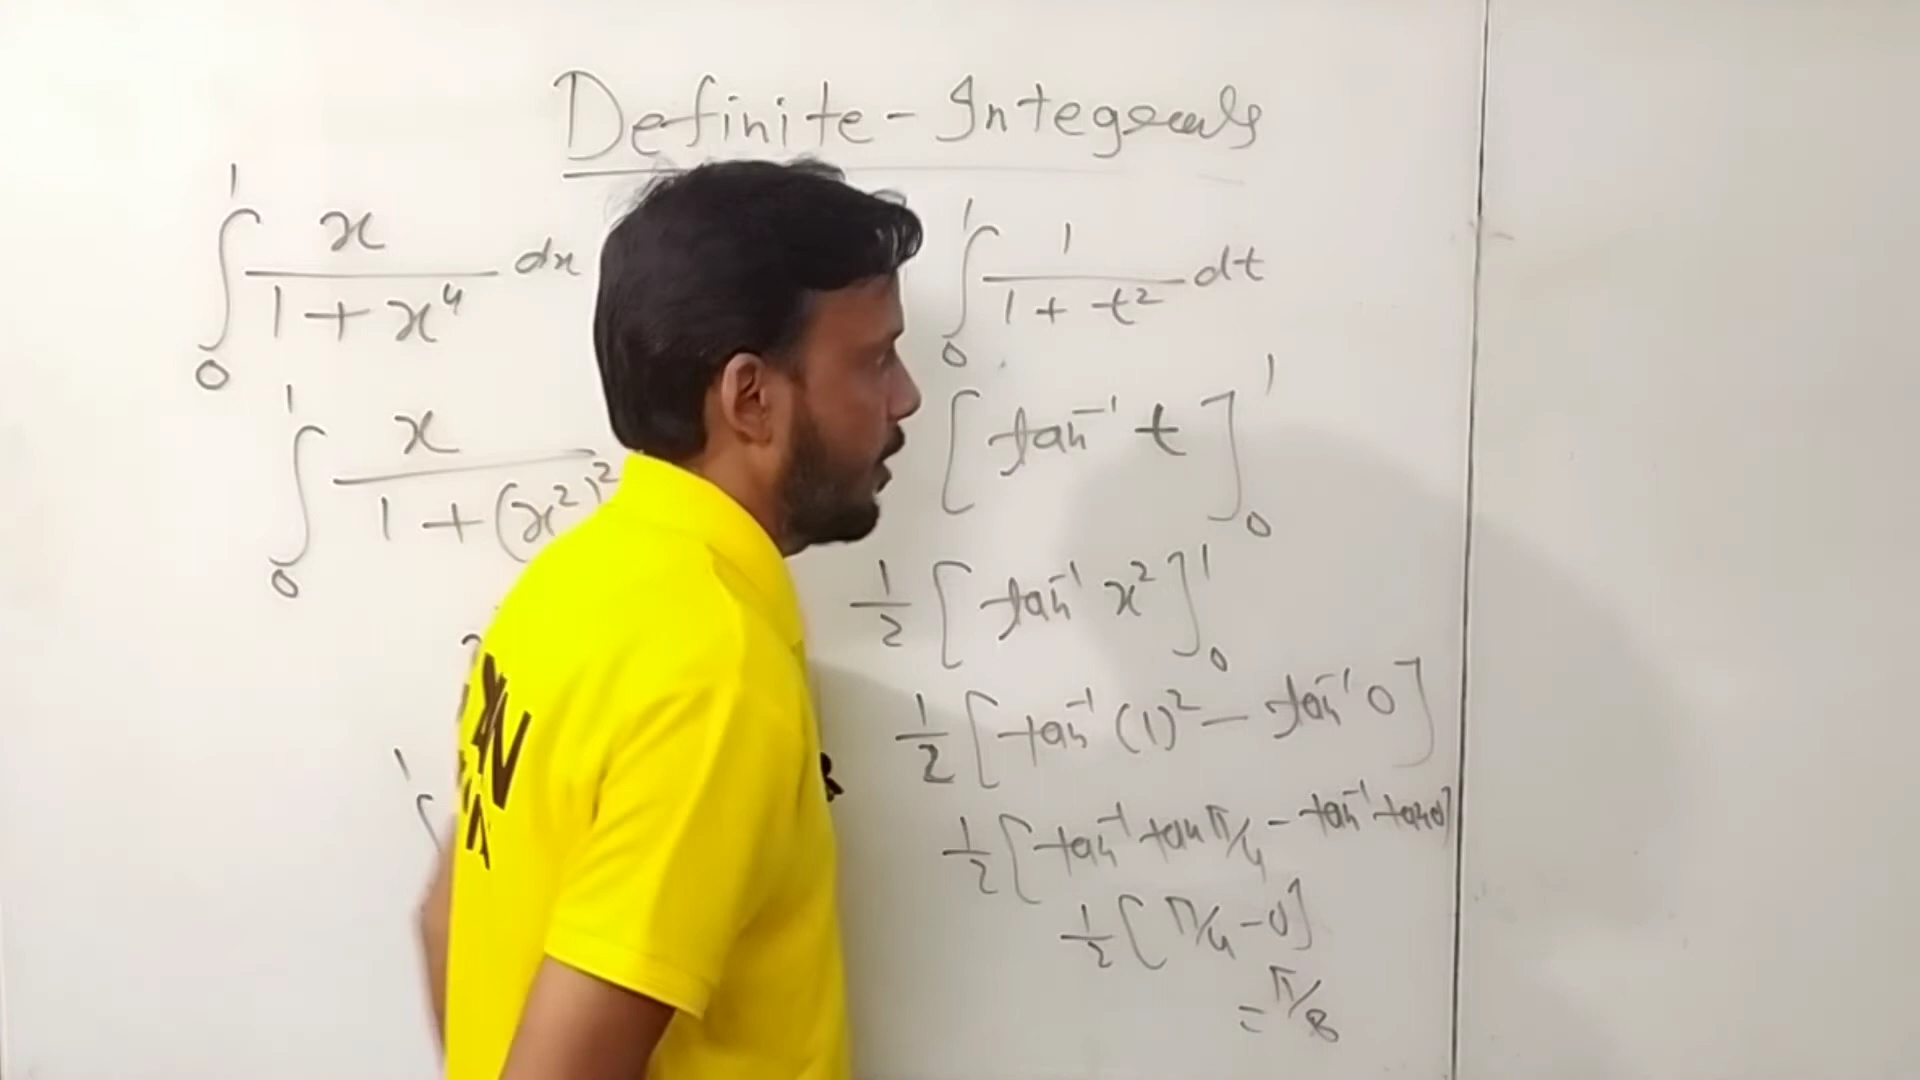 Definite - Integrals
∫₀¹ x / (1 + x⁴) dx
∫₀¹ x / (1 + (x²)²
1
∫₀¹ 1 / (1 + t²) dt
[tan⁻¹ t]₀¹
1/2 [tan⁻¹ x²]₀¹
1/2 [tan⁻¹ (1)² - tan⁻¹ 0]
1/2 [tan⁻¹ tan π/4 - tan⁻¹ tan 0]
1/2 [π/4 - 0]
= π/8